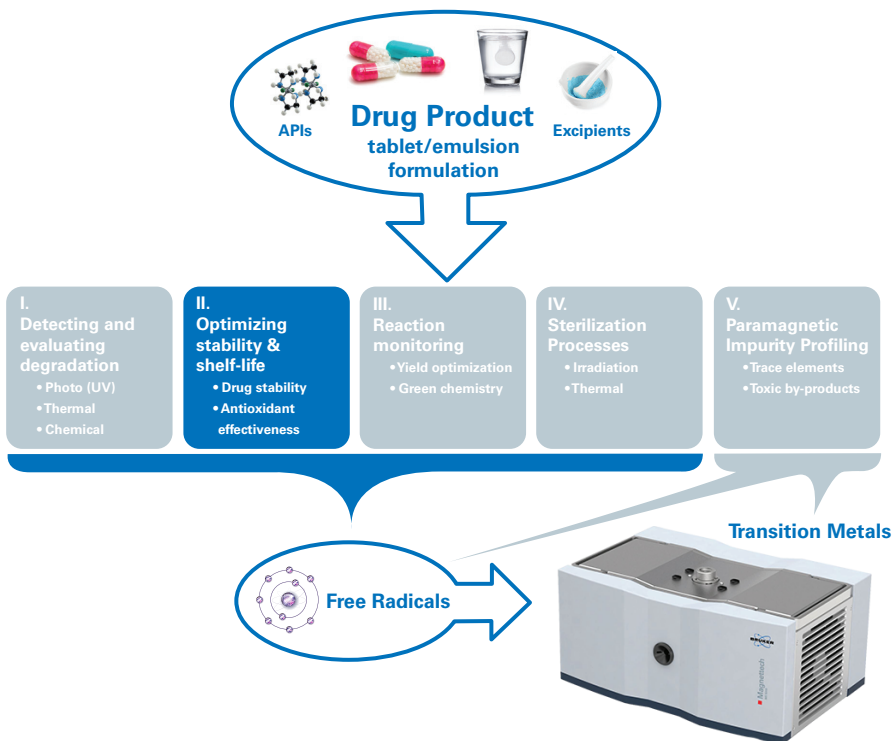 APIs
Drug Product
tablet/emulsion
formulation
Excipients
I.
Detecting and
evaluating
degradation
• Photo (UV)
• Thermal
• Chemical
II.
Optimizing
stability &
shelf-life
• Drug stability
• Antioxidant
effectiveness
III.
Reaction
monitoring
• Yield optimization
• Green chemistry
IV.
Sterilization
Processes
• Irradiation
• Thermal
V.
Paramagnetic
Impurity Profiling
• Trace elements
• Toxic by-products
Transition Metals
Free Radicals
BRUKER
Magnettech